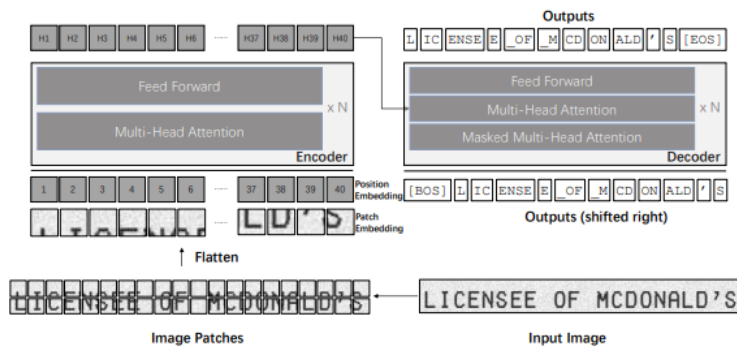 H1 H2 H3 H4 H5 H6 ...... H37 H38 H39 H40
Feed Forward
Multi-Head Attention
x N
Encoder
1 2 3 4 5 6 ...... 37 38 39 40
Position Embedding
...... LD'S
Patch Embedding
Flatten
LICENSEE OF MCDONALD'S
Image Patches
Outputs
L IC ENSE E _OF _M CD ON ALD ' S [EOS]
Feed Forward
Multi-Head Attention
Masked Multi-Head Attention
x N
Decoder
[BOS] L IC ENSE E _OF _M CD ON ALD ' S
Outputs (shifted right)
LICENSEE OF MCDONALD'S
Input Image